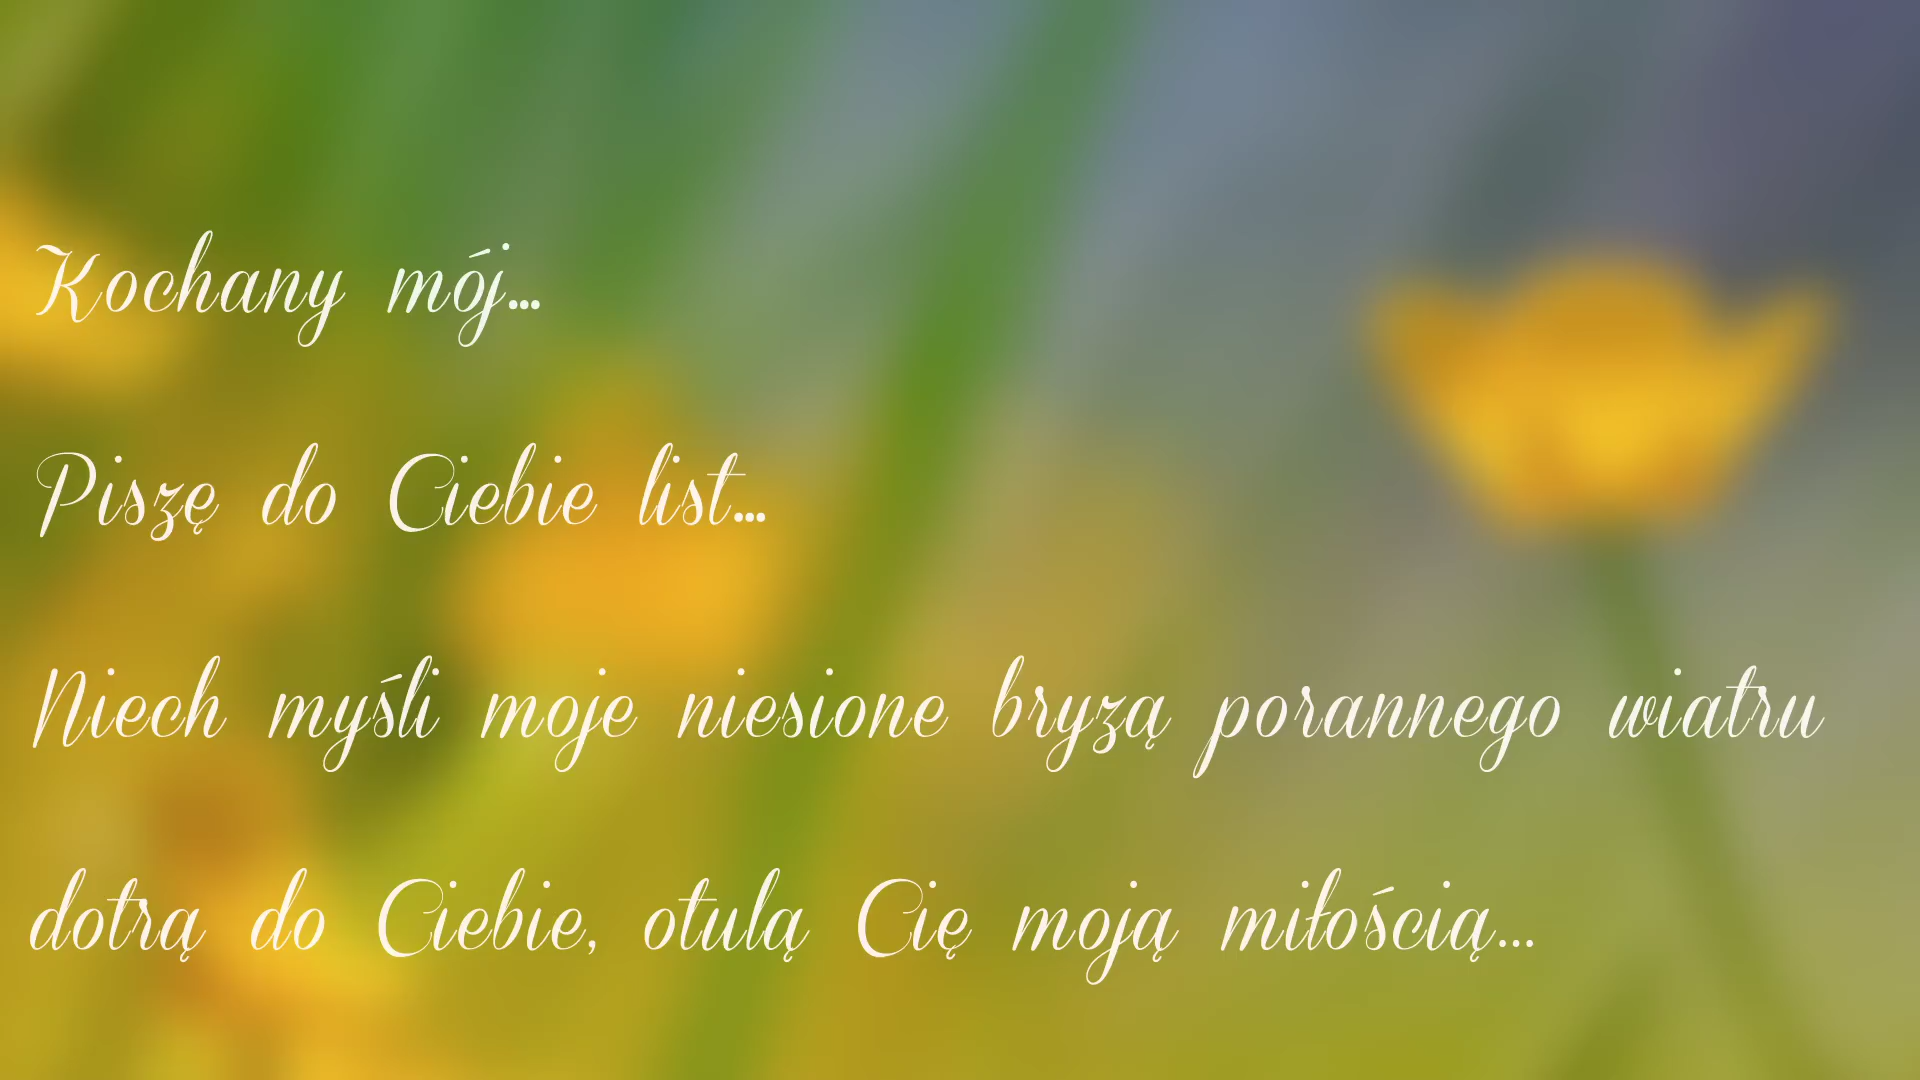 Kochany mój...
Piszę do Ciebie list...
Niech myśli moje niesione bryzą porannego wiatru
dotrą do Ciebie, otulą Cię moją miłością...